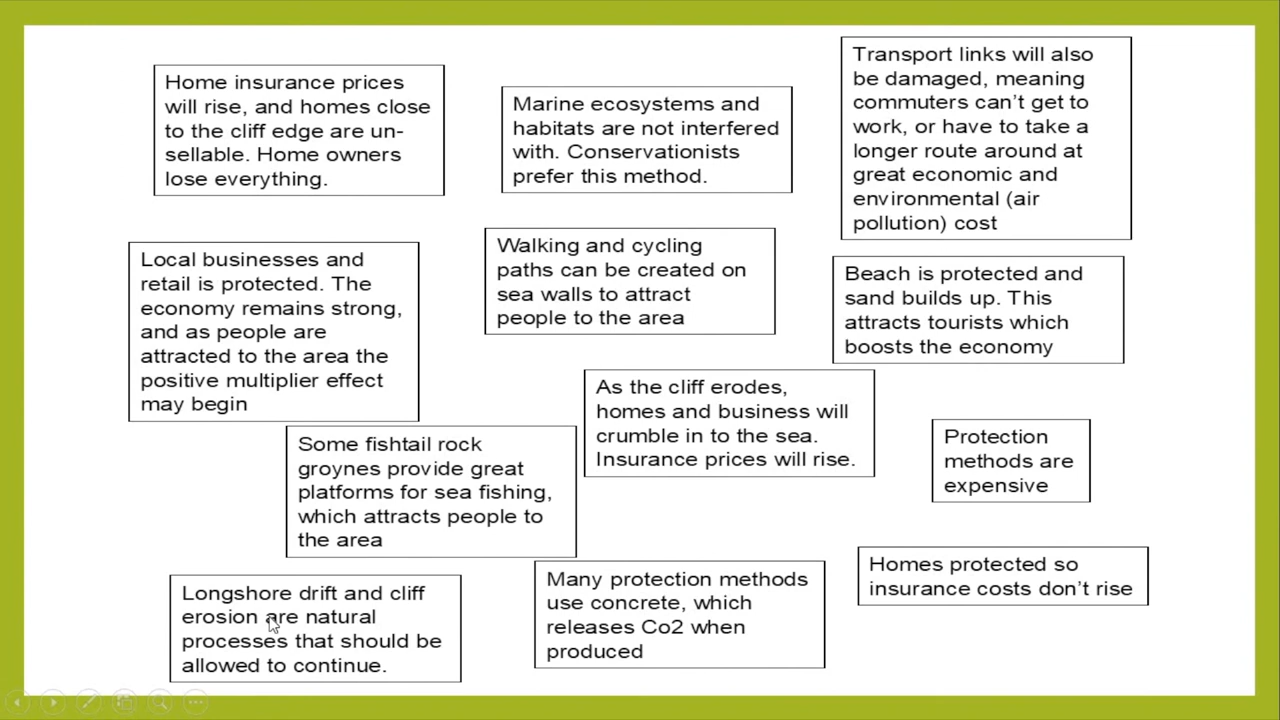 Home insurance prices
will rise, and homes close
to the cliff edge are un-
sellable. Home owners
lose everything.
Marine ecosystems and
habitats are not interfered
with. Conservationists
prefer this method.
Transport links will also
be damaged, meaning
commuters can't get to
work, or have to take a
longer route around at
great economic and
environmental (air
pollution) cost
Local businesses and
retail is protected. The
economy remains strong,
and as people are
attracted to the area the
positive multiplier effect
may begin
Walking and cycling
paths can be created on
sea walls to attract
people to the area
Beach is protected and
sand builds up. This
attracts tourists which
boosts the economy
As the cliff erodes,
homes and business will
crumble in to the sea.
Insurance prices will rise.
Some fishtail rock
groynes provide great
platforms for sea fishing,
which attracts people to
the area
Protection
methods are
expensive
Longshore drift and cliff
erosion are natural
processes that should be
allowed to continue.
Many protection methods
use concrete, which
releases Co2 when
produced
Homes protected so
insurance costs don't rise